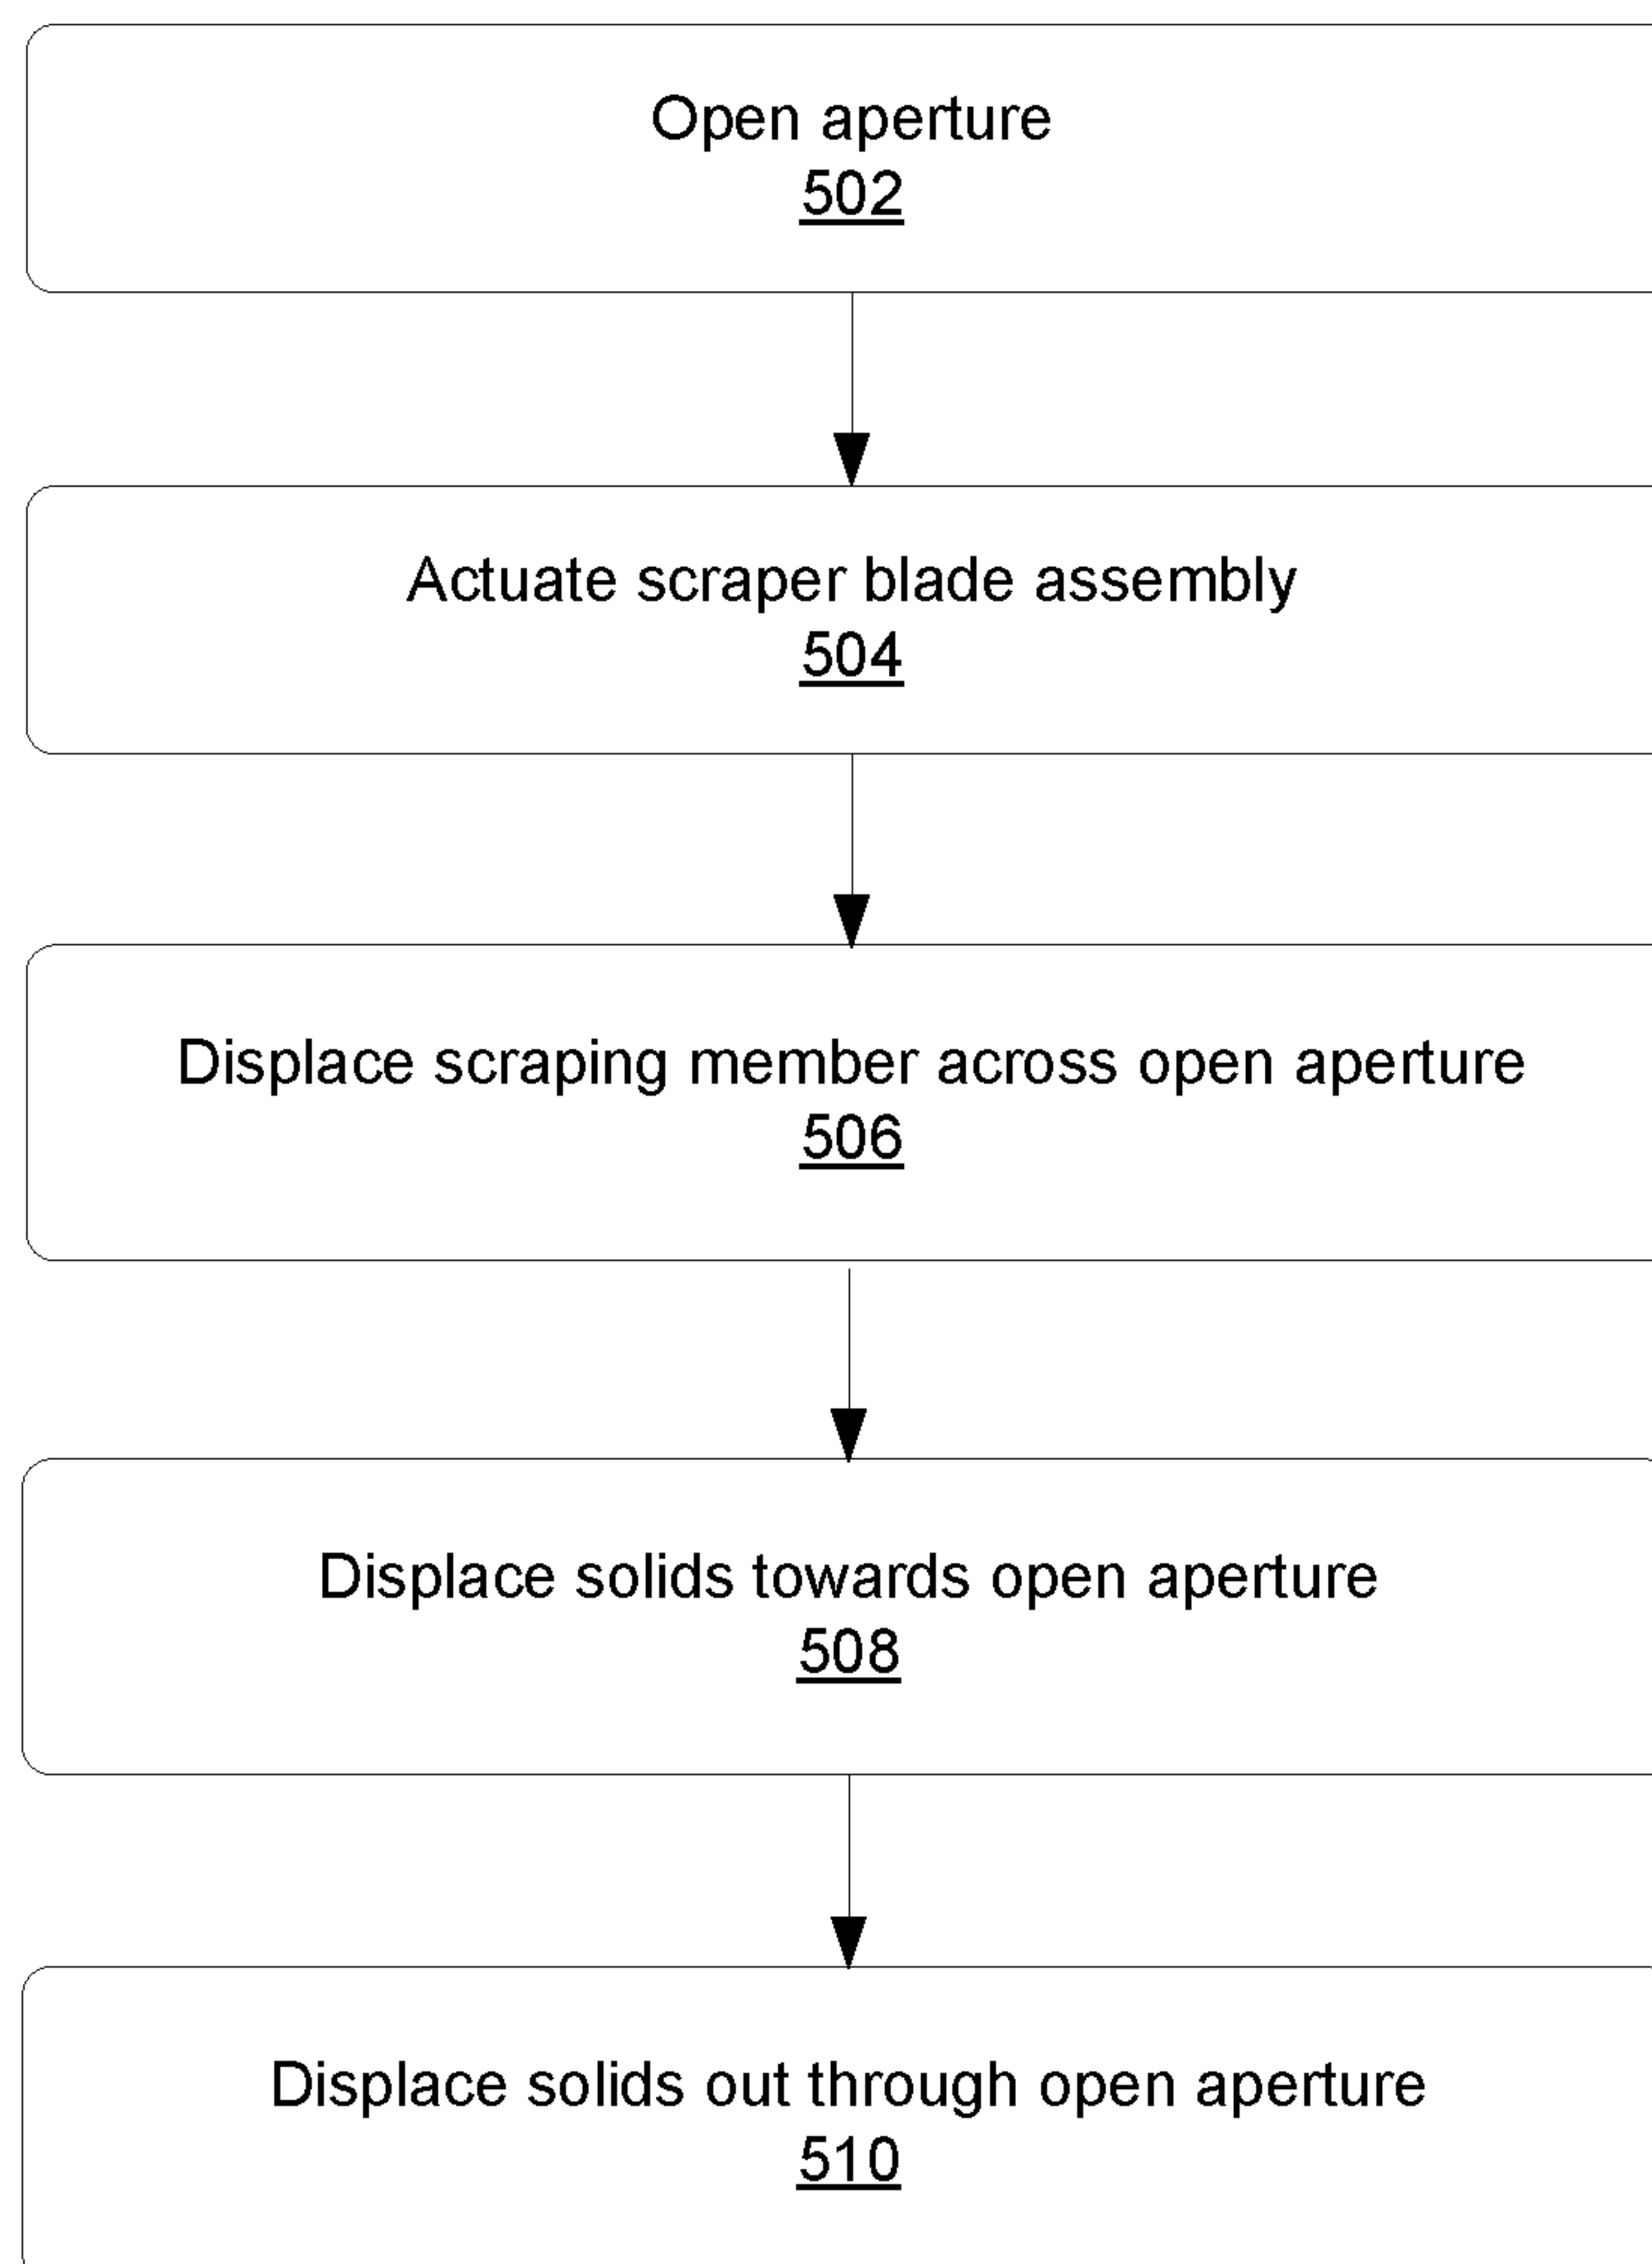 Open aperture
502
Actuate scraper blade assembly
504
Displace scraping member across open aperture
506
Displace solids towards open aperture
508
Displace solids out through open aperture
510